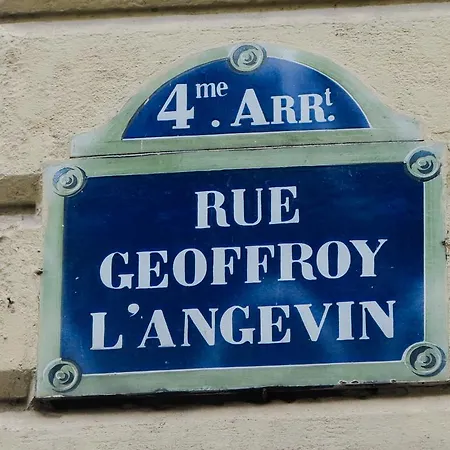 4me. ARRt.
RUE
GEOFFROY
L'ANGEVIN